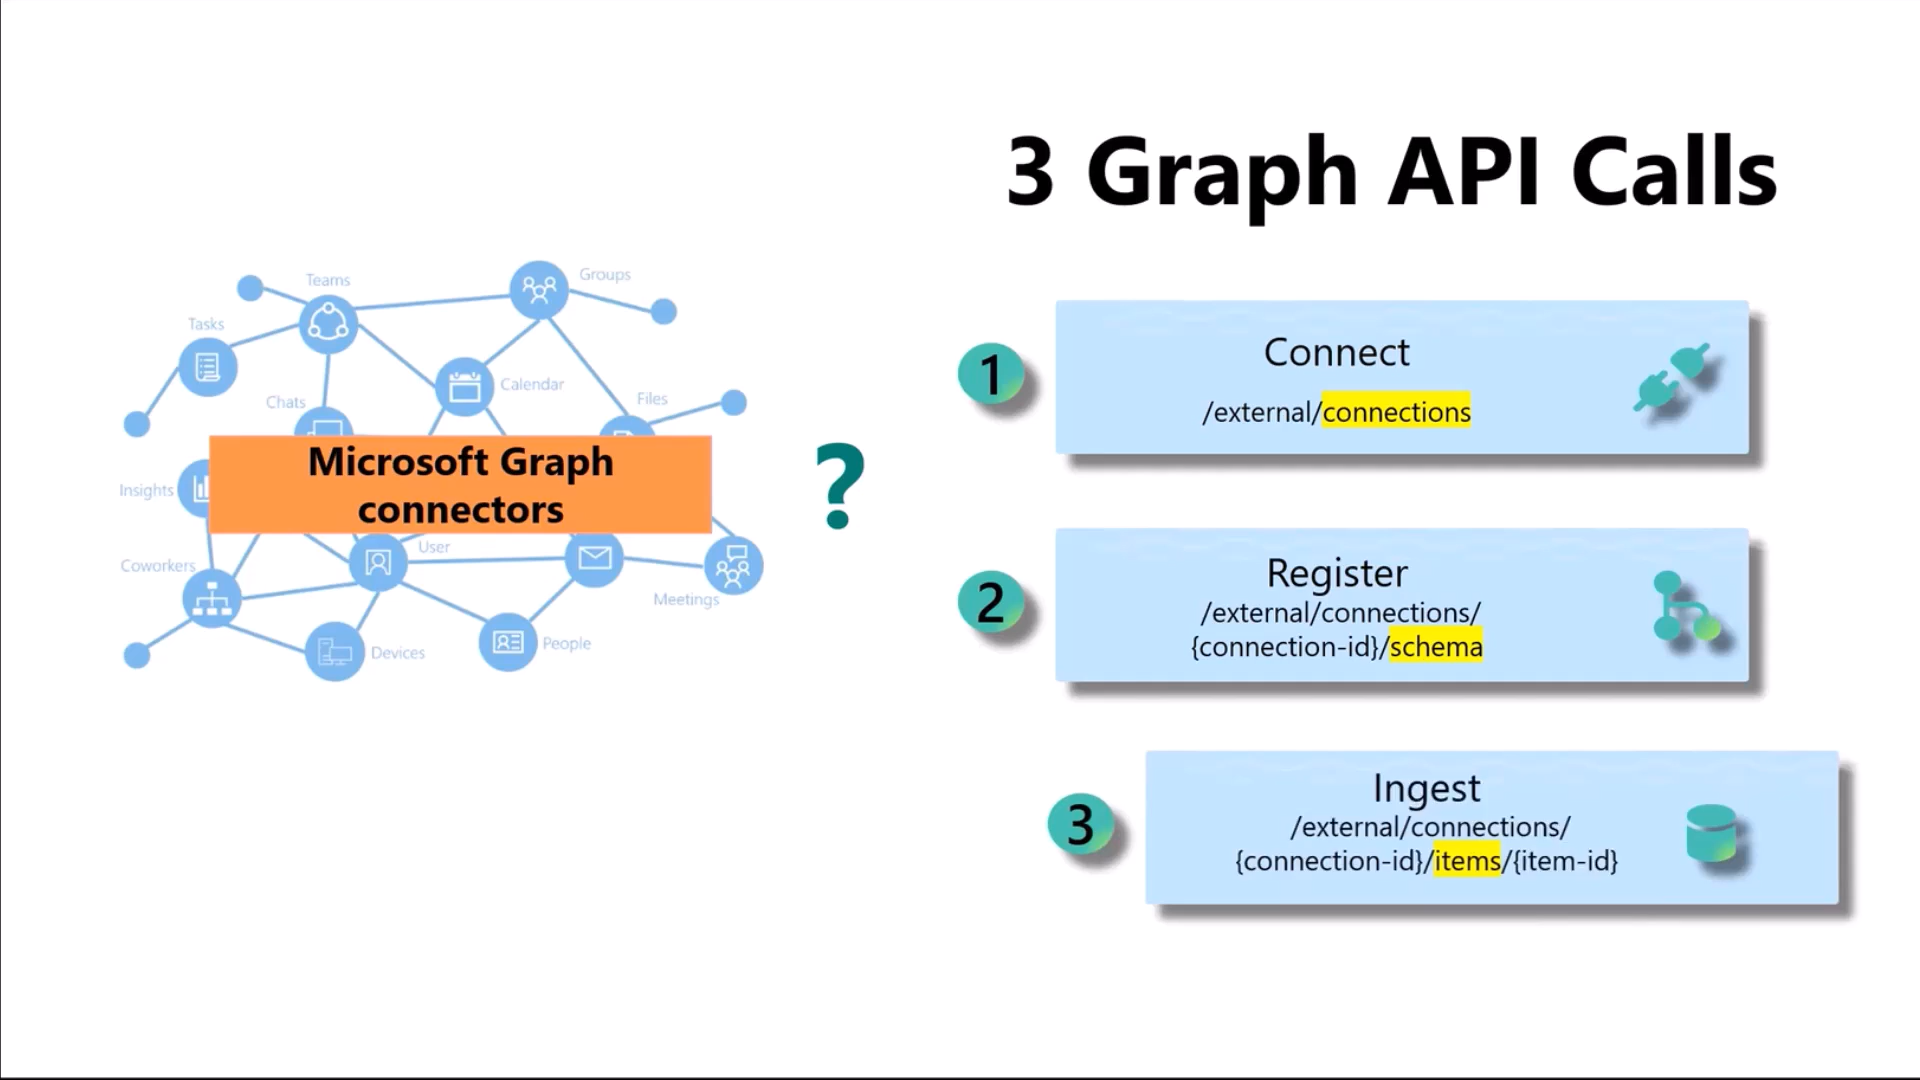 3 Graph API Calls
Teams
Groups
Tasks
Calendar
Chats
Files
Microsoft Graph
connectors
Insights
?
User
Coworkers
Meetings
Devices
People
1
Connect
/external/connections
2
Register
/external/connections/
{connection-id}/schema
3
Ingest
/external/connections/
{connection-id}/items/{item-id}